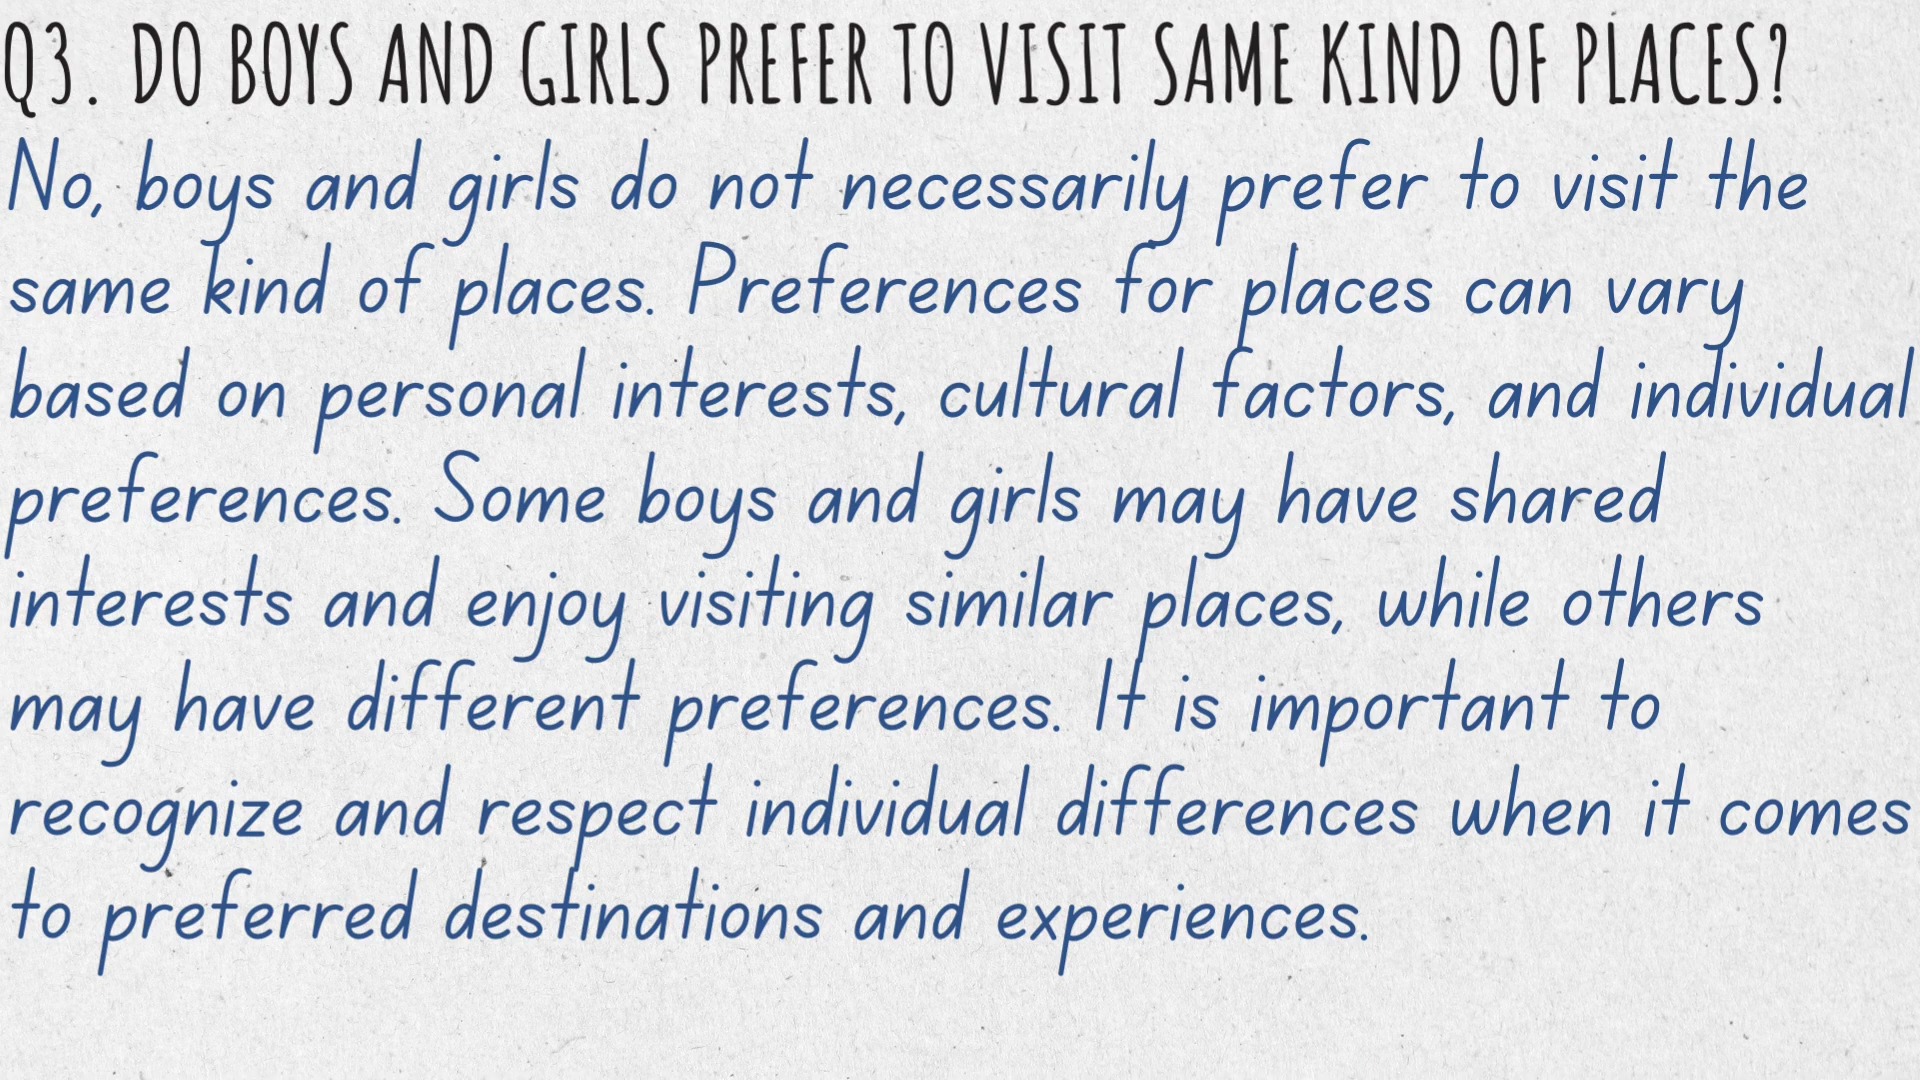 Q3. DO BOYS AND GIRLS PREFER TO VISIT SAME KIND OF PLACES?
No, boys and girls do not necessarily prefer to visit the
same kind of places. Preferences for places can vary
based on personal interests, cultural factors, and individual
preferences. Some boys and girls may have shared
interests and enjoy visiting similar places, while others
may have different preferences. It is important to
recognize and respect individual differences when it comes
to preferred destinations and experiences.